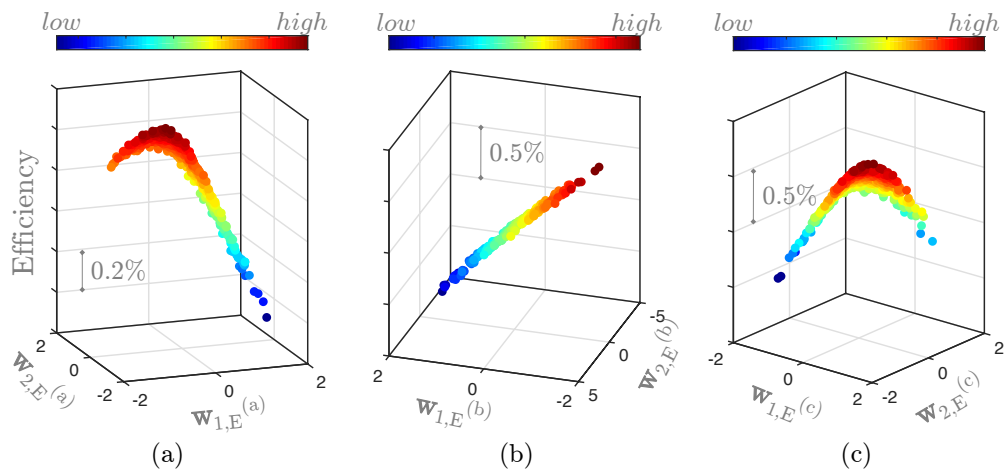 low high low high low high
Efficiency
0.2%
0.5%
0.5%
2
0
-2
-2
0
2
w2,E(a)
w1,E(a)
2
0
-2
5
0
-5
w1,E(b)
w2,E(b)
-2
0
2
-2
0
2
w1,E(c)
w2,E(c)
(a) (b) (c)